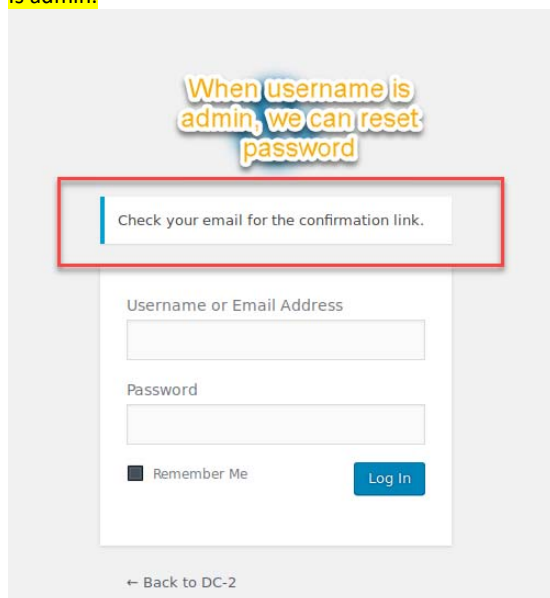 is admin.
When username is
admin, we can reset
password
Check your email for the confirmation link.
Username or Email Address
Password
Remember Me
Log In
← Back to DC-2